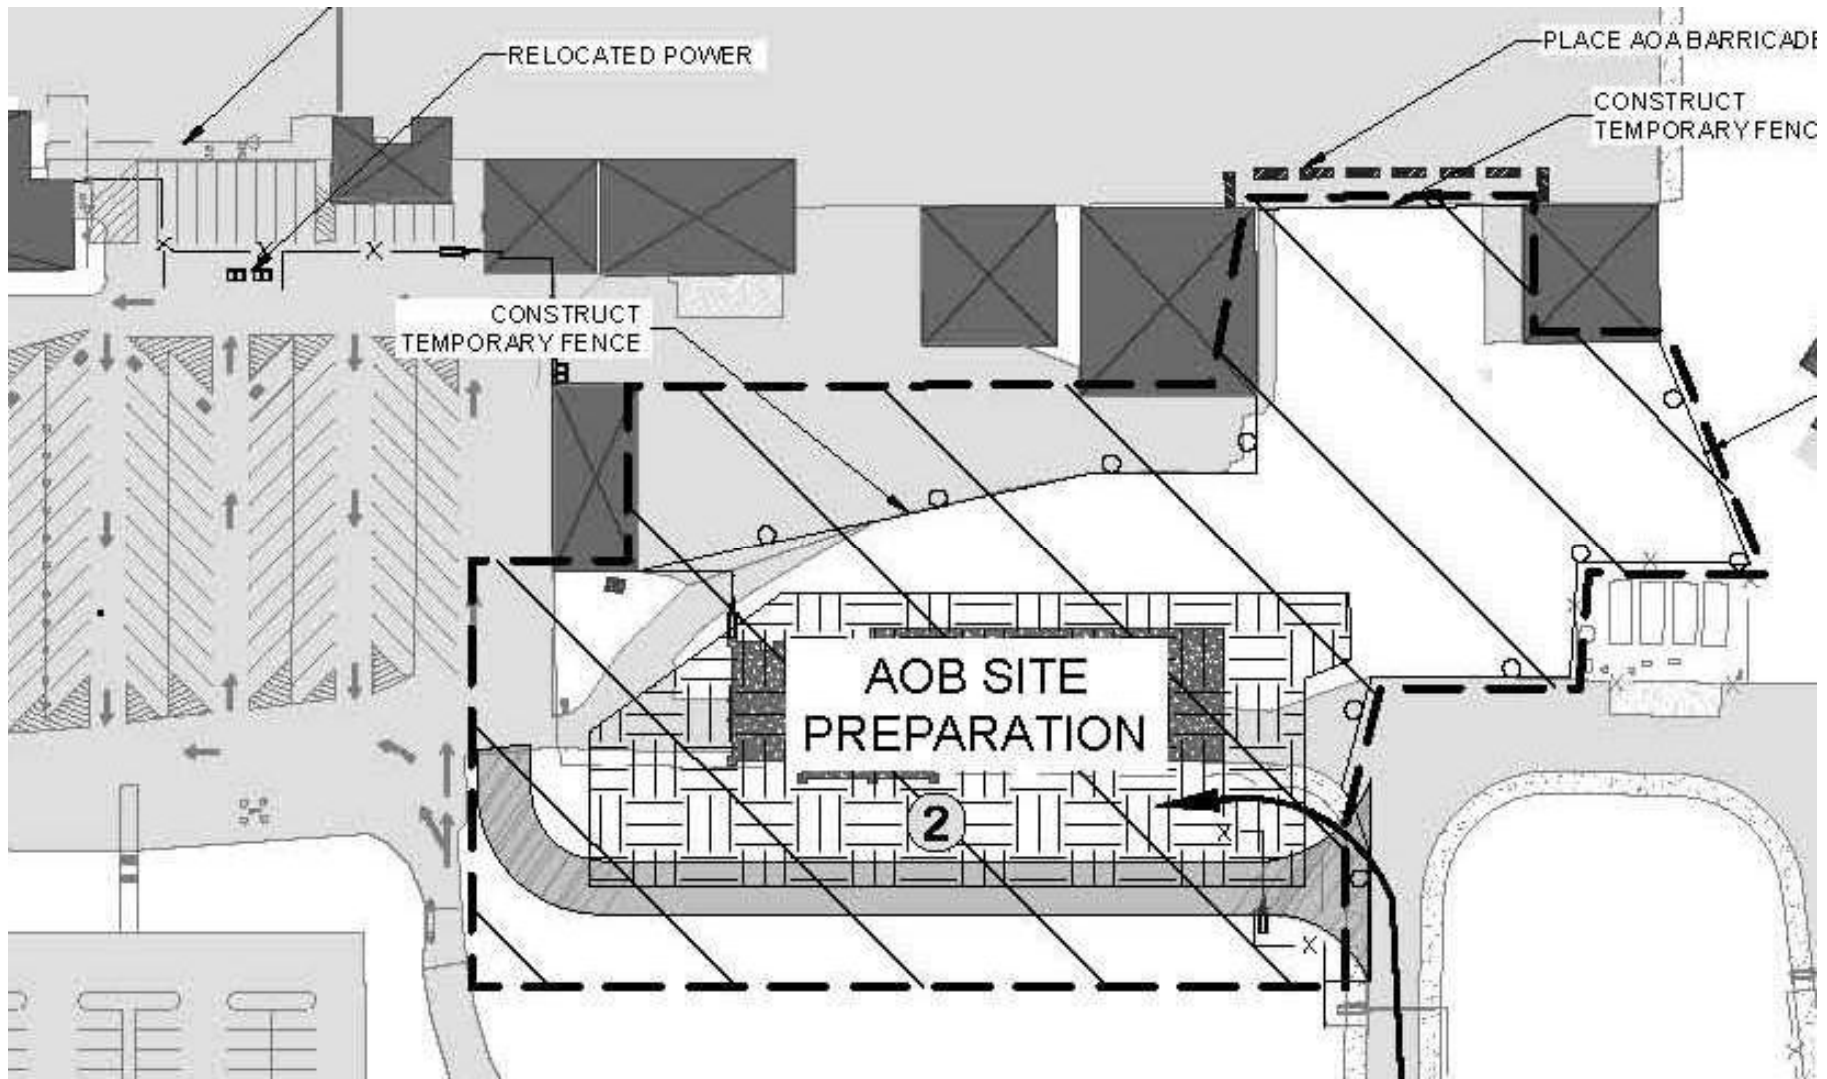 RELOCATED POWER
PLACE AOA BARRICADE
CONSTRUCT
TEMPORARY FENC
CONSTRUCT
TEMPORARY FENCE
AOB SITE
PREPARATION
2